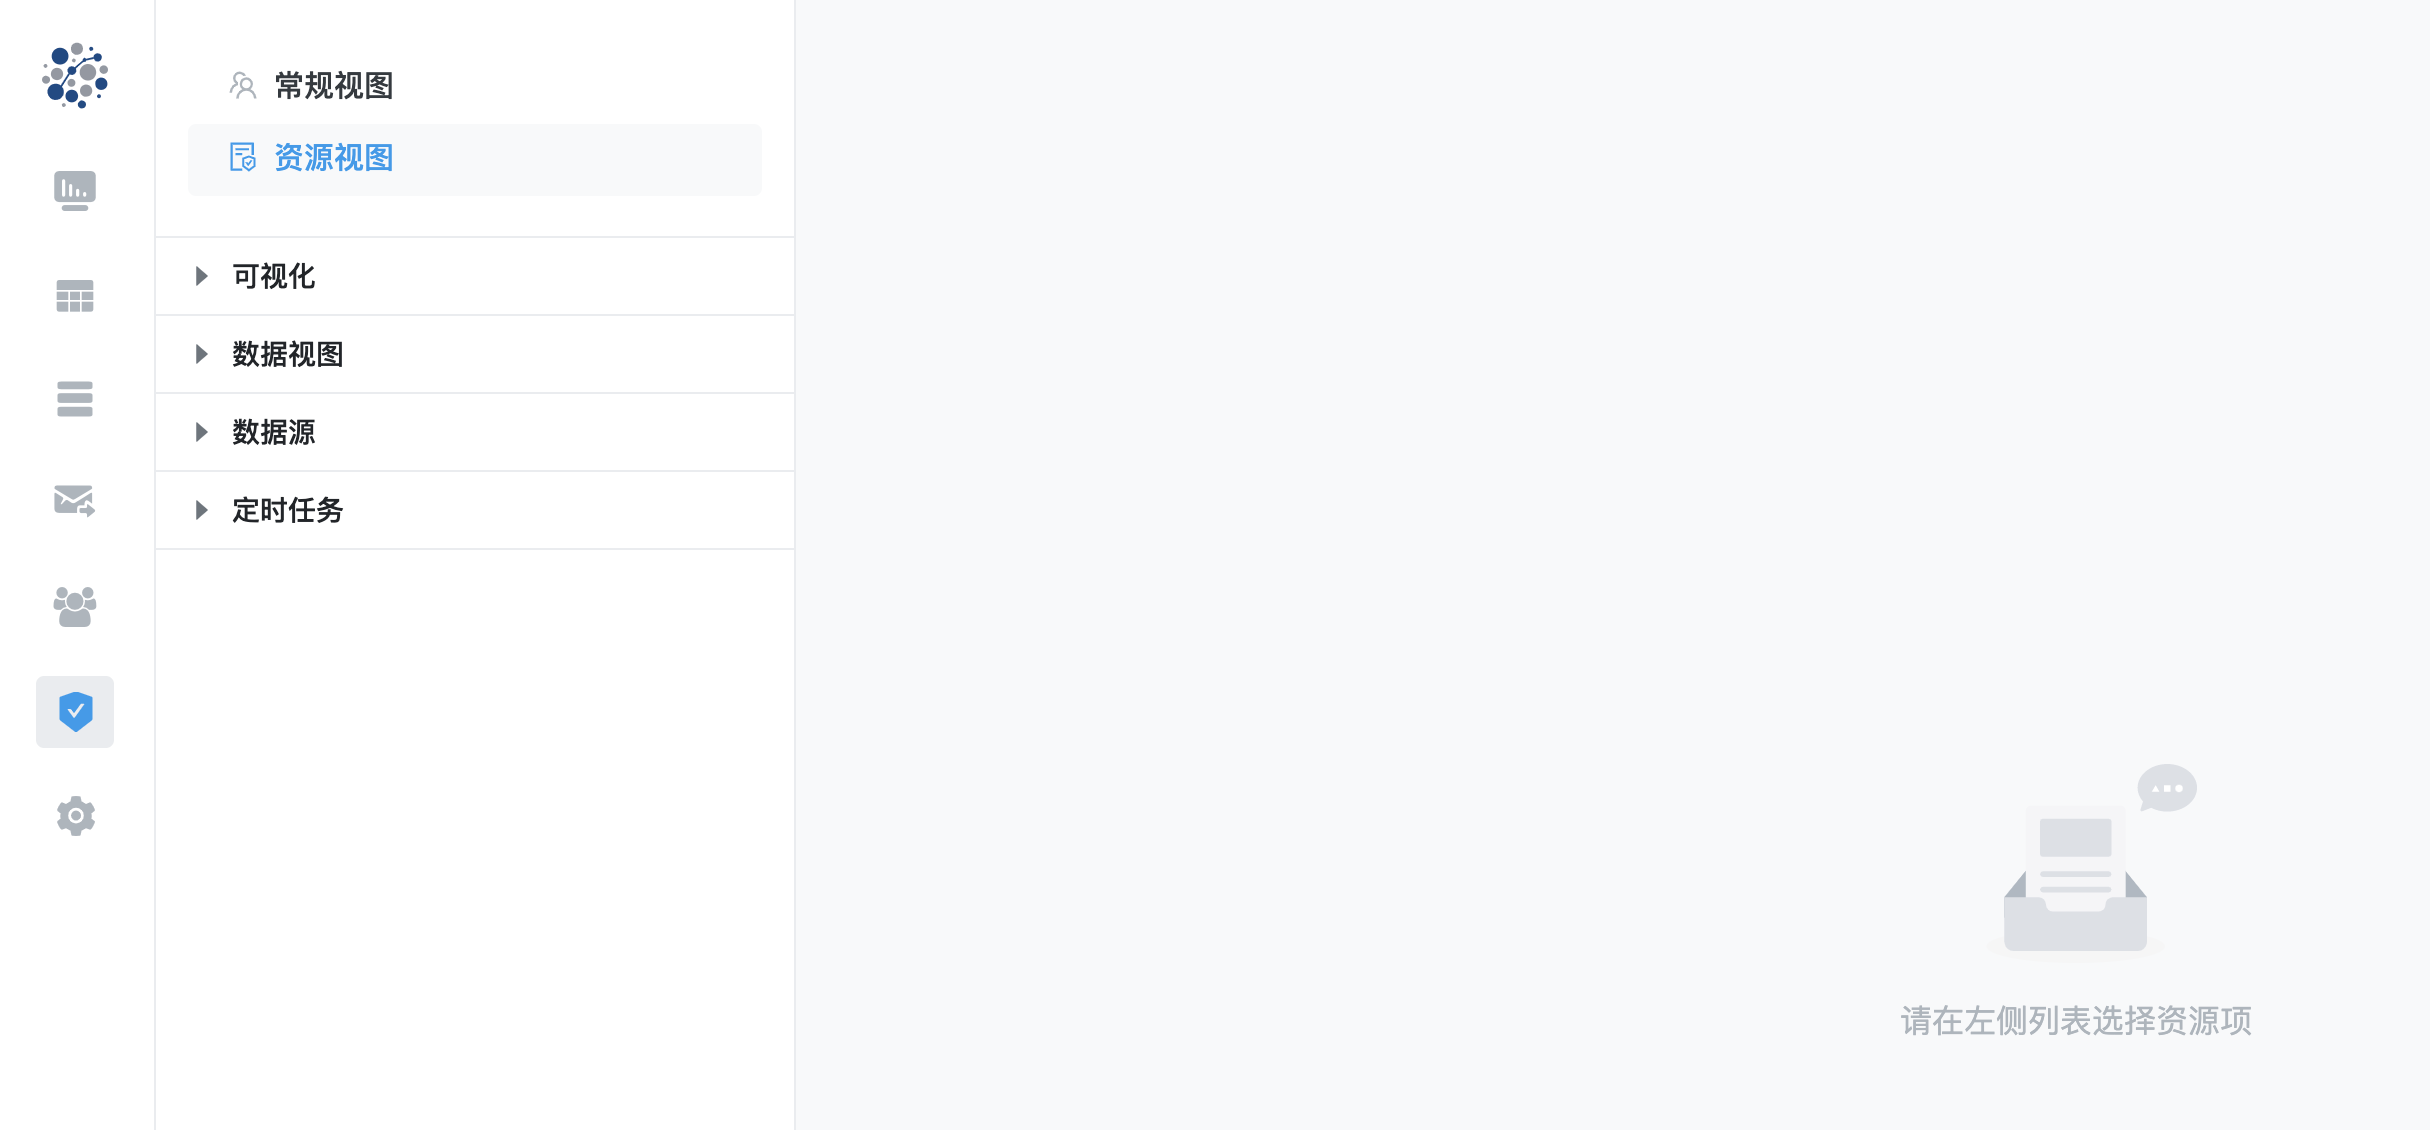 常规视图
资源视图
可视化
数据视图
数据源
定时任务
请在左侧列表选择资源项